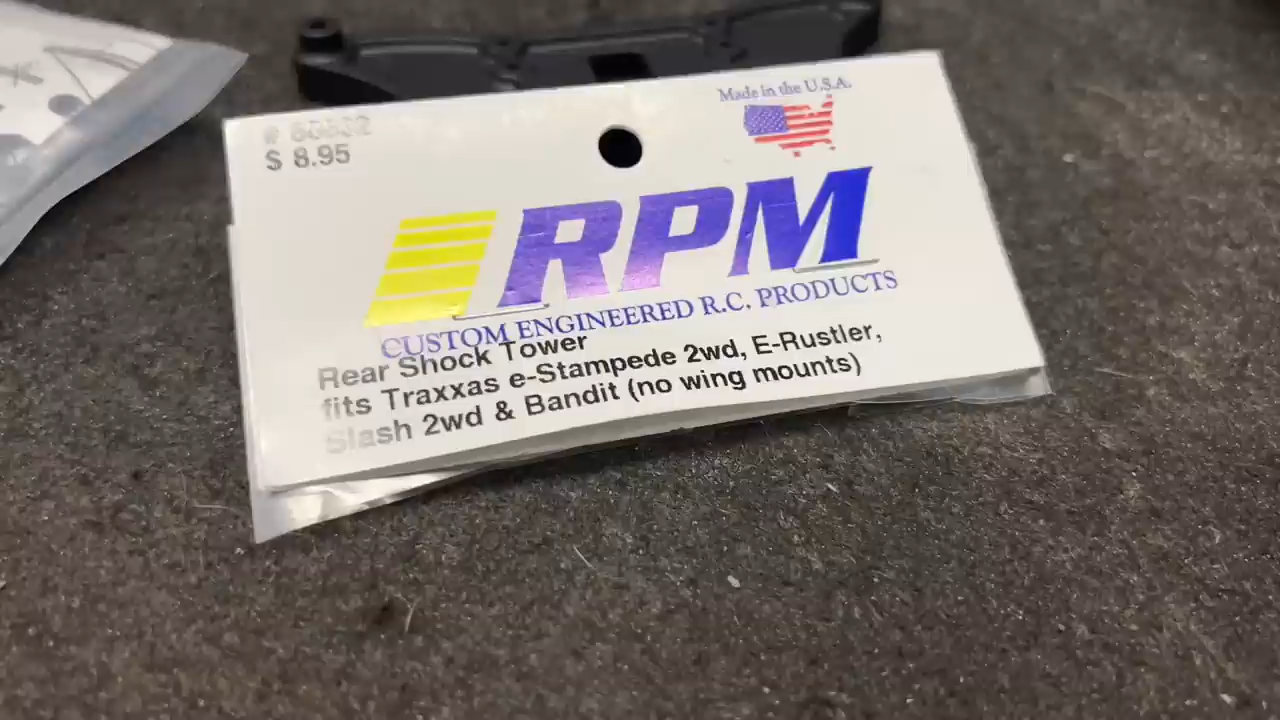 $ 8.95
Made in the U.S.A.
RPM
CUSTOM ENGINEERED R.C. PRODUCTS
Rear Shock Tower
fits Traxxas e-Stampede 2wd, E-Rustler,
Slash 2wd & Bandit (no wing mounts)